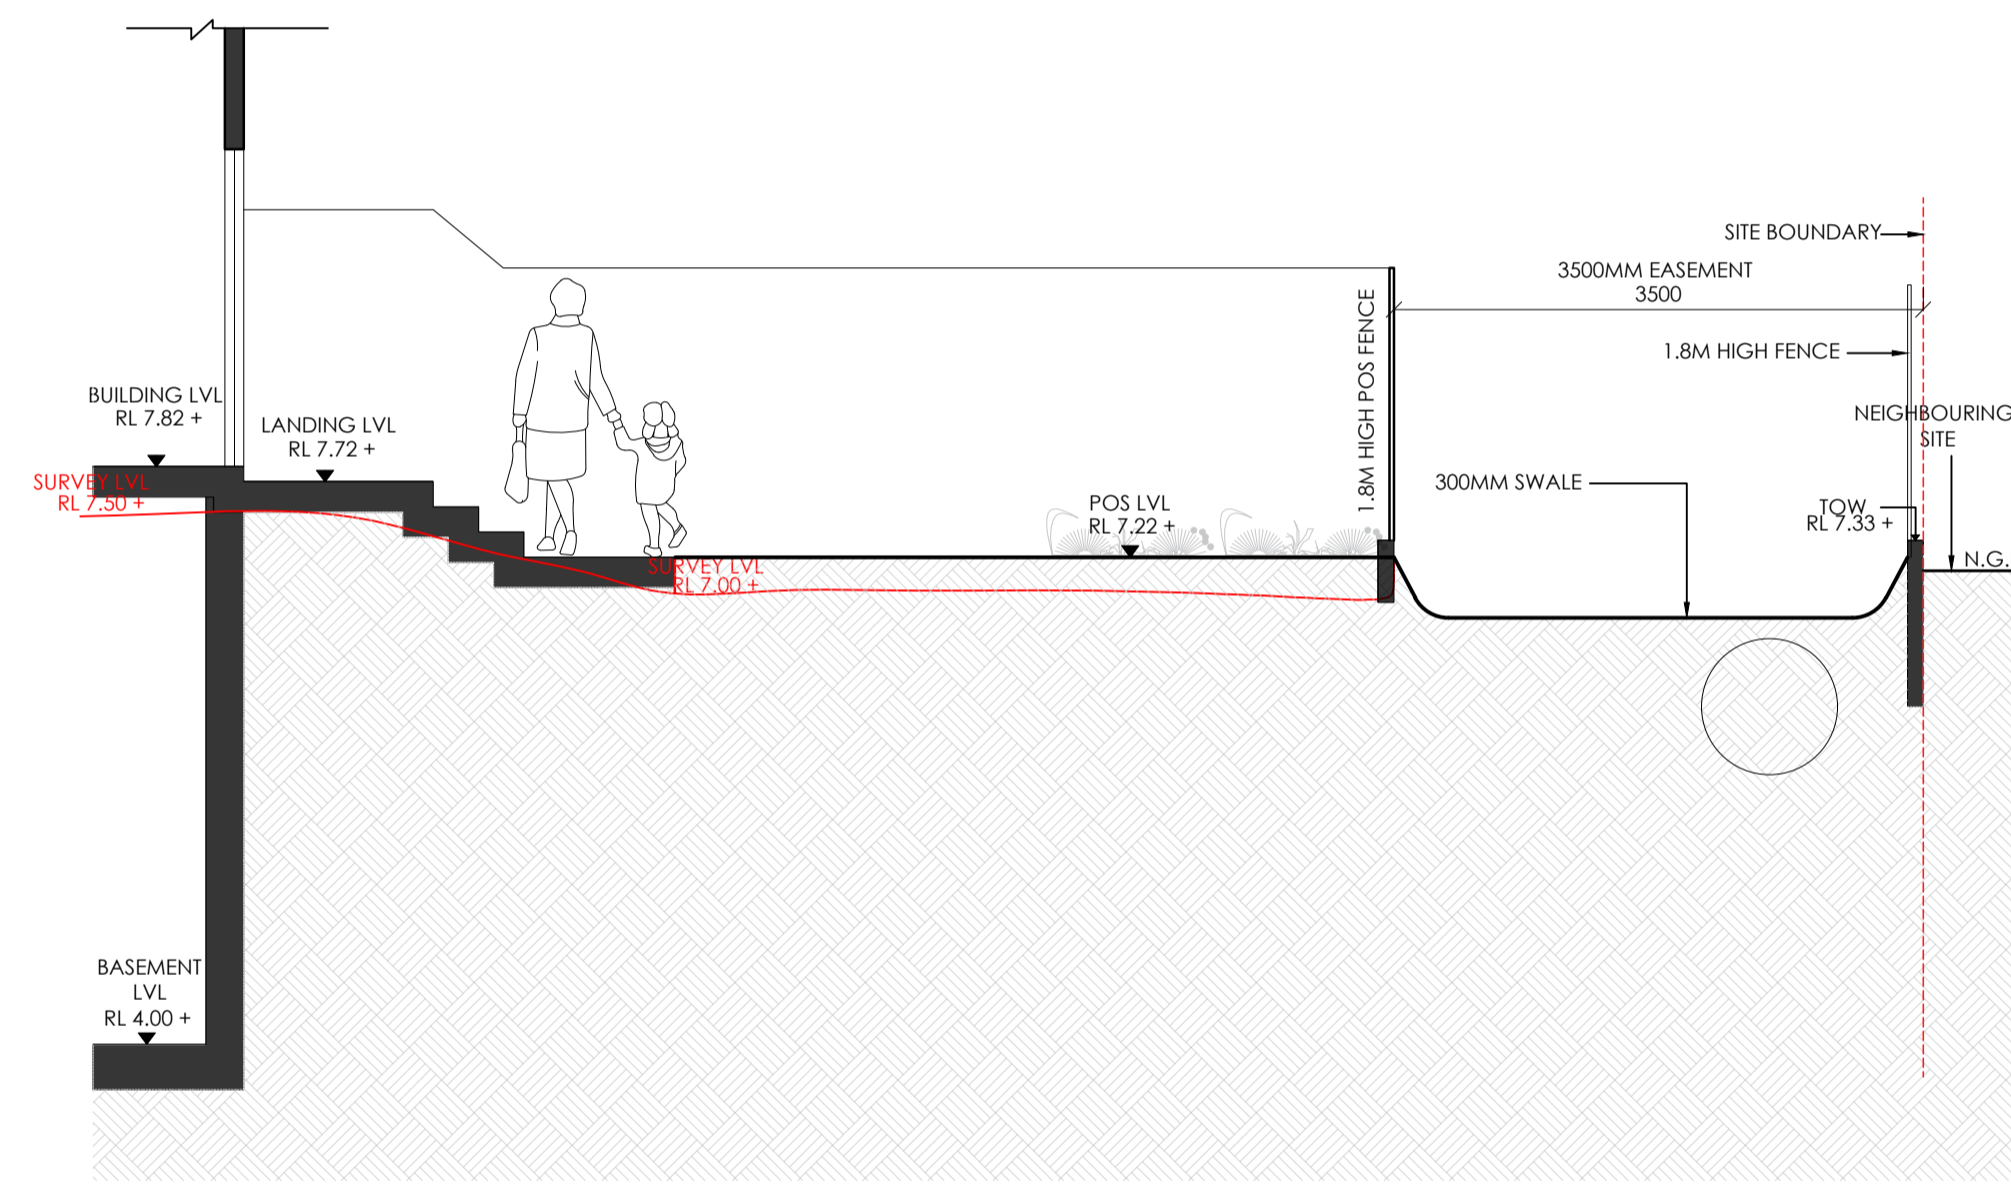 SITE BOUNDARY
3500MM EASEMENT
3500
1.8M HIGH POS FENCE
1.8M HIGH FENCE
BUILDING LVL
RL 7.82 +
LANDING LVL
RL 7.72 +
NEIGHBOURING
SITE
SURVEY LVL
RL 7.50 +
300MM SWALE
POS LVL
RL 7.22 +
TOW
RL 7.33 +
SURVEY LVL
RL 7.00 +
N.G.
BASEMENT
LVL
RL 4.00 +